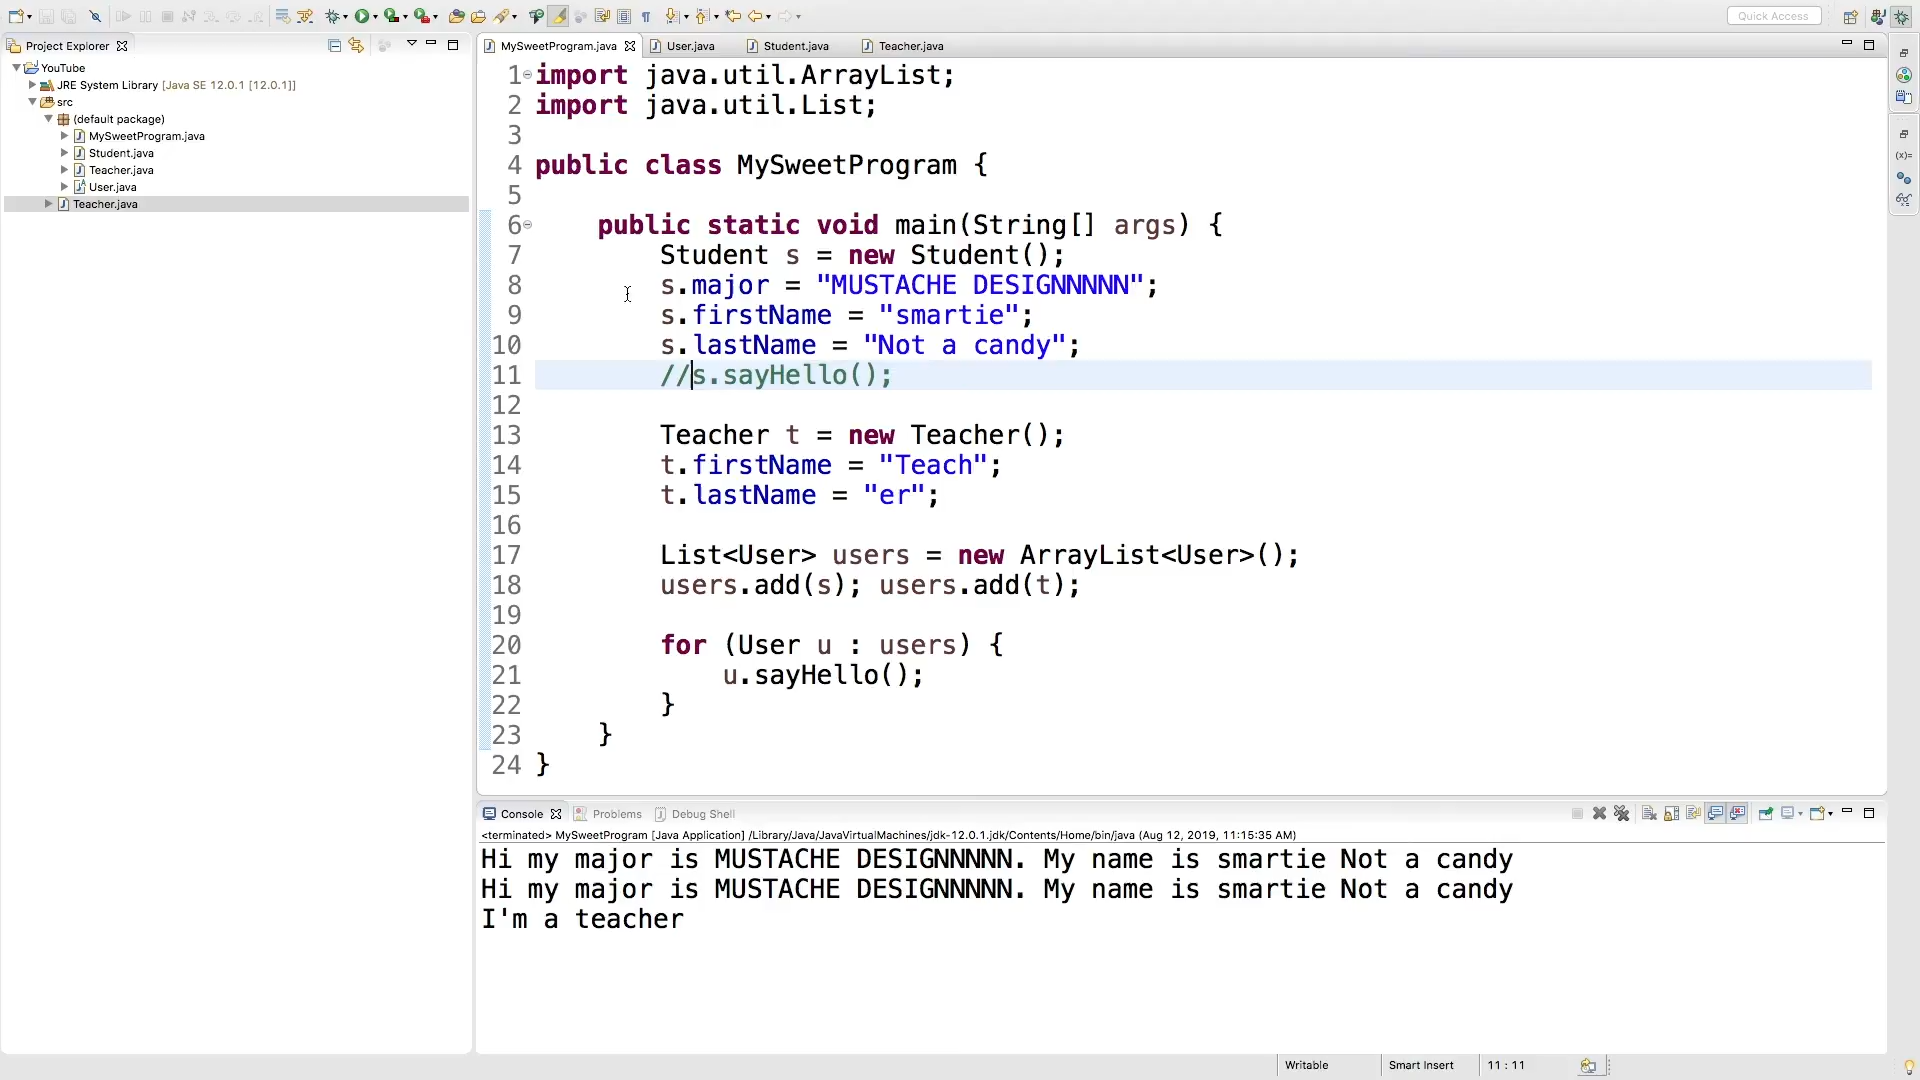 Quick Access
Project Explorer
YouTube
JRE System Library [Java SE 12.0.1 [12.0.1]]
src
(default package)
MySweetProgram.java
Student.java
Teacher.java
User.java
Teacher.java
MySweetProgram.java User.java Student.java Teacher.java
1 import java.util.ArrayList;
2 import java.util.List;
3
4 public class MySweetProgram {
5
6 public static void main(String[] args) {
7 Student s = new Student();
8 s.major = "MUSTACHE DESIGNNNNN";
9 s.firstName = "smartie";
10 s.lastName = "Not a candy";
11 //s.sayHello();
12
13 Teacher t = new Teacher();
14 t.firstName = "Teach";
15 t.lastName = "er";
16
17 List<User> users = new ArrayList<User>();
18 users.add(s); users.add(t);
19
20 for (User u : users) {
21 u.sayHello();
22 }
23 }
24 }
Console Problems Debug Shell
<terminated> MySweetProgram [Java Application] /Library/Java/JavaVirtualMachines/jdk-12.0.1.jdk/Contents/Home/bin/java (Aug 12, 2019, 11:15:35 AM)
Hi my major is MUSTACHE DESIGNNNNN. My name is smartie Not a candy
Hi my major is MUSTACHE DESIGNNNNN. My name is smartie Not a candy
I'm a teacher
Writable Smart Insert 11 : 11